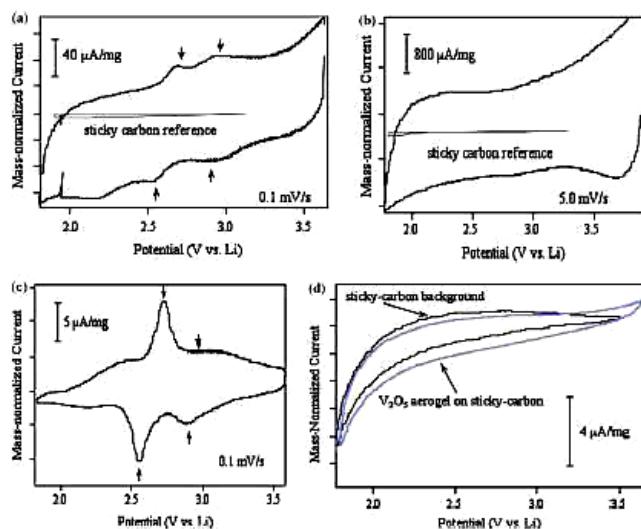 (a)
40 μA/mg
sticky carbon reference
0.1 mV/s
Mass-normalized Current
2.0 2.5 3.0 3.5
Potential (V vs. Li)
(b)
800 μA/mg
sticky carbon reference
5.0 mV/s
Mass-normalized Current
2.0 2.5 3.0 3.5
Potential (V vs. Li)
(c)
5 μA/mg
0.1 mV/s
Mass-normalized Current
2.0 2.5 3.0 3.5
Potential (V vs. Li)
(d)
sticky-carbon background
V₂O₅ aerogel on sticky-carbon
4 μA/mg
Mass-Normalized Current
2.0 2.5 3.0 3.5
Potential (V vs. Li)